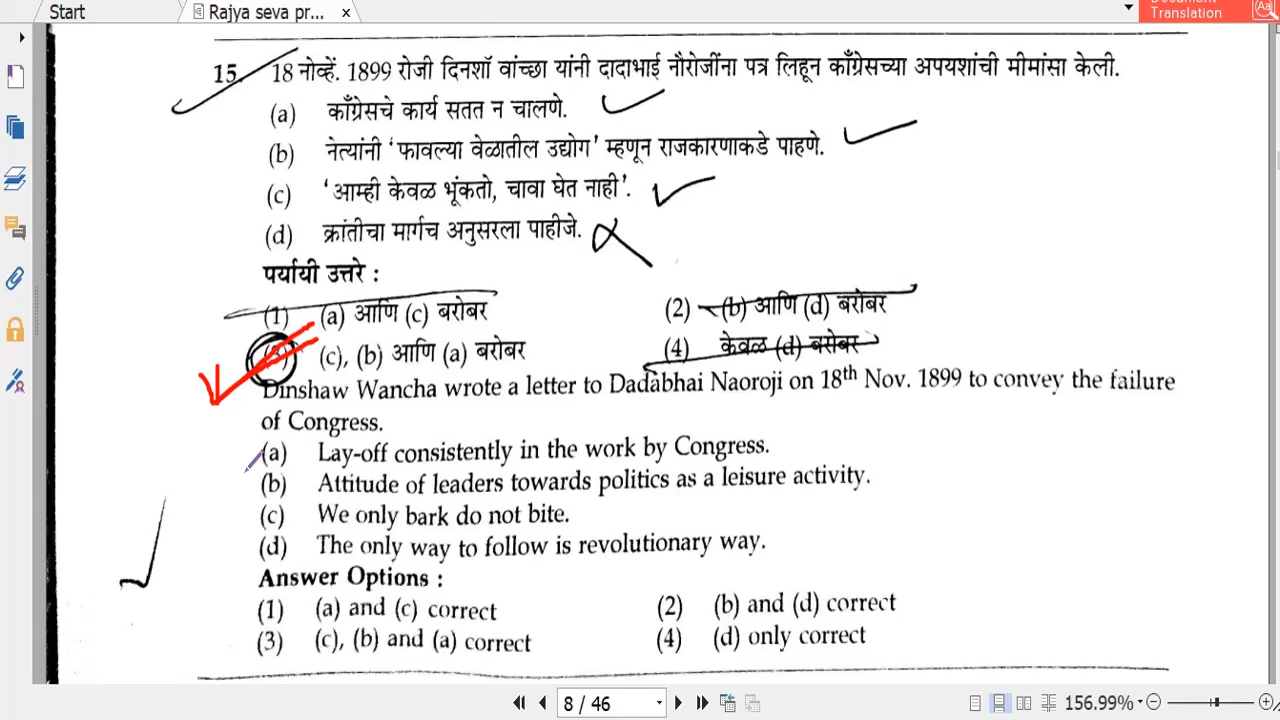 Start
Rajya seva pr... ×
Document
Translation
15. 18 नोव्हें. 1899 रोजी दिनशॉ वांच्छा यांनी दादाभाई नौरोजींना पत्र लिहून काँग्रेसच्या अपयशांची मीमांसा केली.
(a) काँग्रेसचे कार्य सतत न चालणे.
(b) नेत्यांनी ‘फावल्या वेळातील उद्योग’ म्हणून राजकारणाकडे पाहणे.
(c) ‘आम्ही केवळ भूंकतो, चावा घेत नाही’.
(d) क्रांतीचा मार्गच अनुसरला पाहीजे.
पर्यायी उत्तरे :
(1) (a) आणि (c) बरोबर (2) (b) आणि (d) बरोबर
(3) (c), (b) आणि (a) बरोबर (4) केवळ (d) बरोबर
Dinshaw Wancha wrote a letter to Dadabhai Naoroji on 18th Nov. 1899 to convey the failure
of Congress.
(a) Lay-off consistently in the work by Congress.
(b) Attitude of leaders towards politics as a leisure activity.
(c) We only bark do not bite.
(d) The only way to follow is revolutionary way.
Answer Options :
(1) (a) and (c) correct (2) (b) and (d) correct
(3) (c), (b) and (a) correct (4) (d) only correct
8 / 46 156.99%